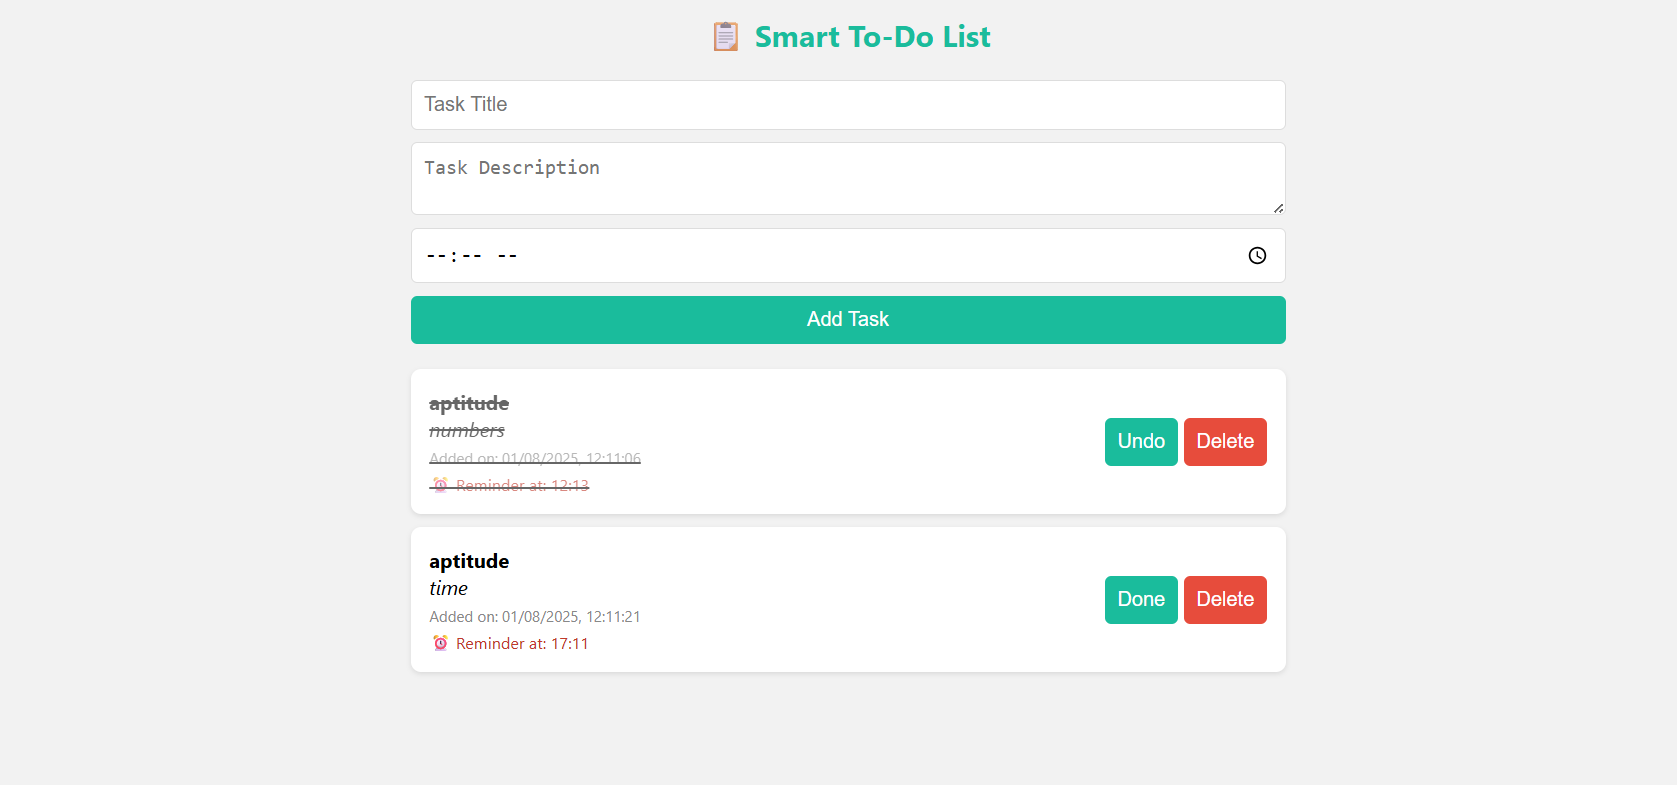 📋 Smart To-Do List
Task Title
Task Description
--:-- --
Add Task
aptitude
numbers
Added on: 01/08/2025, 12:11:06
⏰ Reminder at: 12:13
Undo
Delete
aptitude
time
Added on: 01/08/2025, 12:11:21
⏰ Reminder at: 17:11
Done
Delete